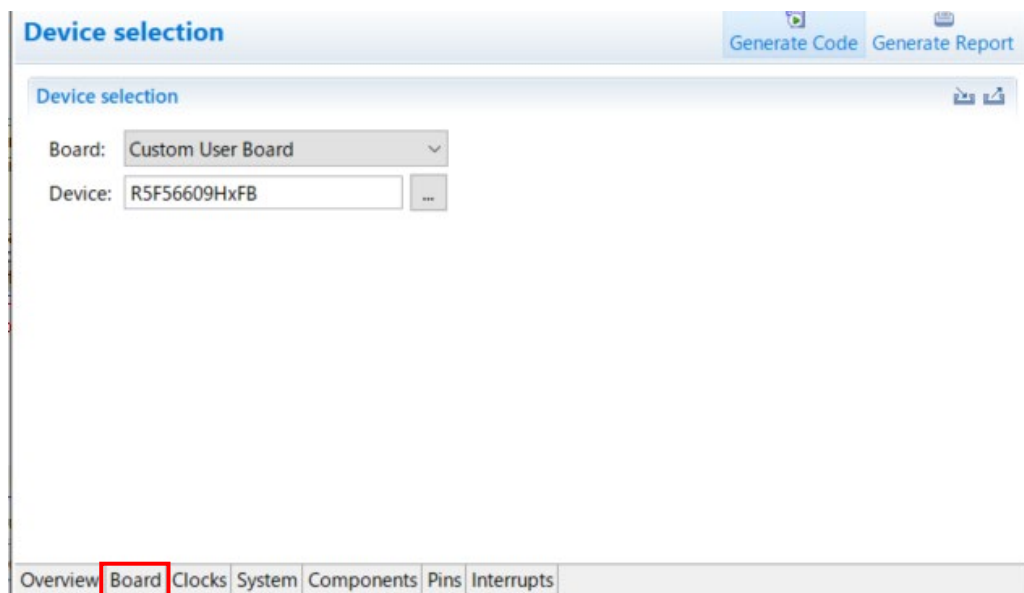 Device selection
Generate Code Generate Report
Device selection
Board: Custom User Board
Device: R5F56609HxFB ...
Overview Board Clocks System Components Pins Interrupts